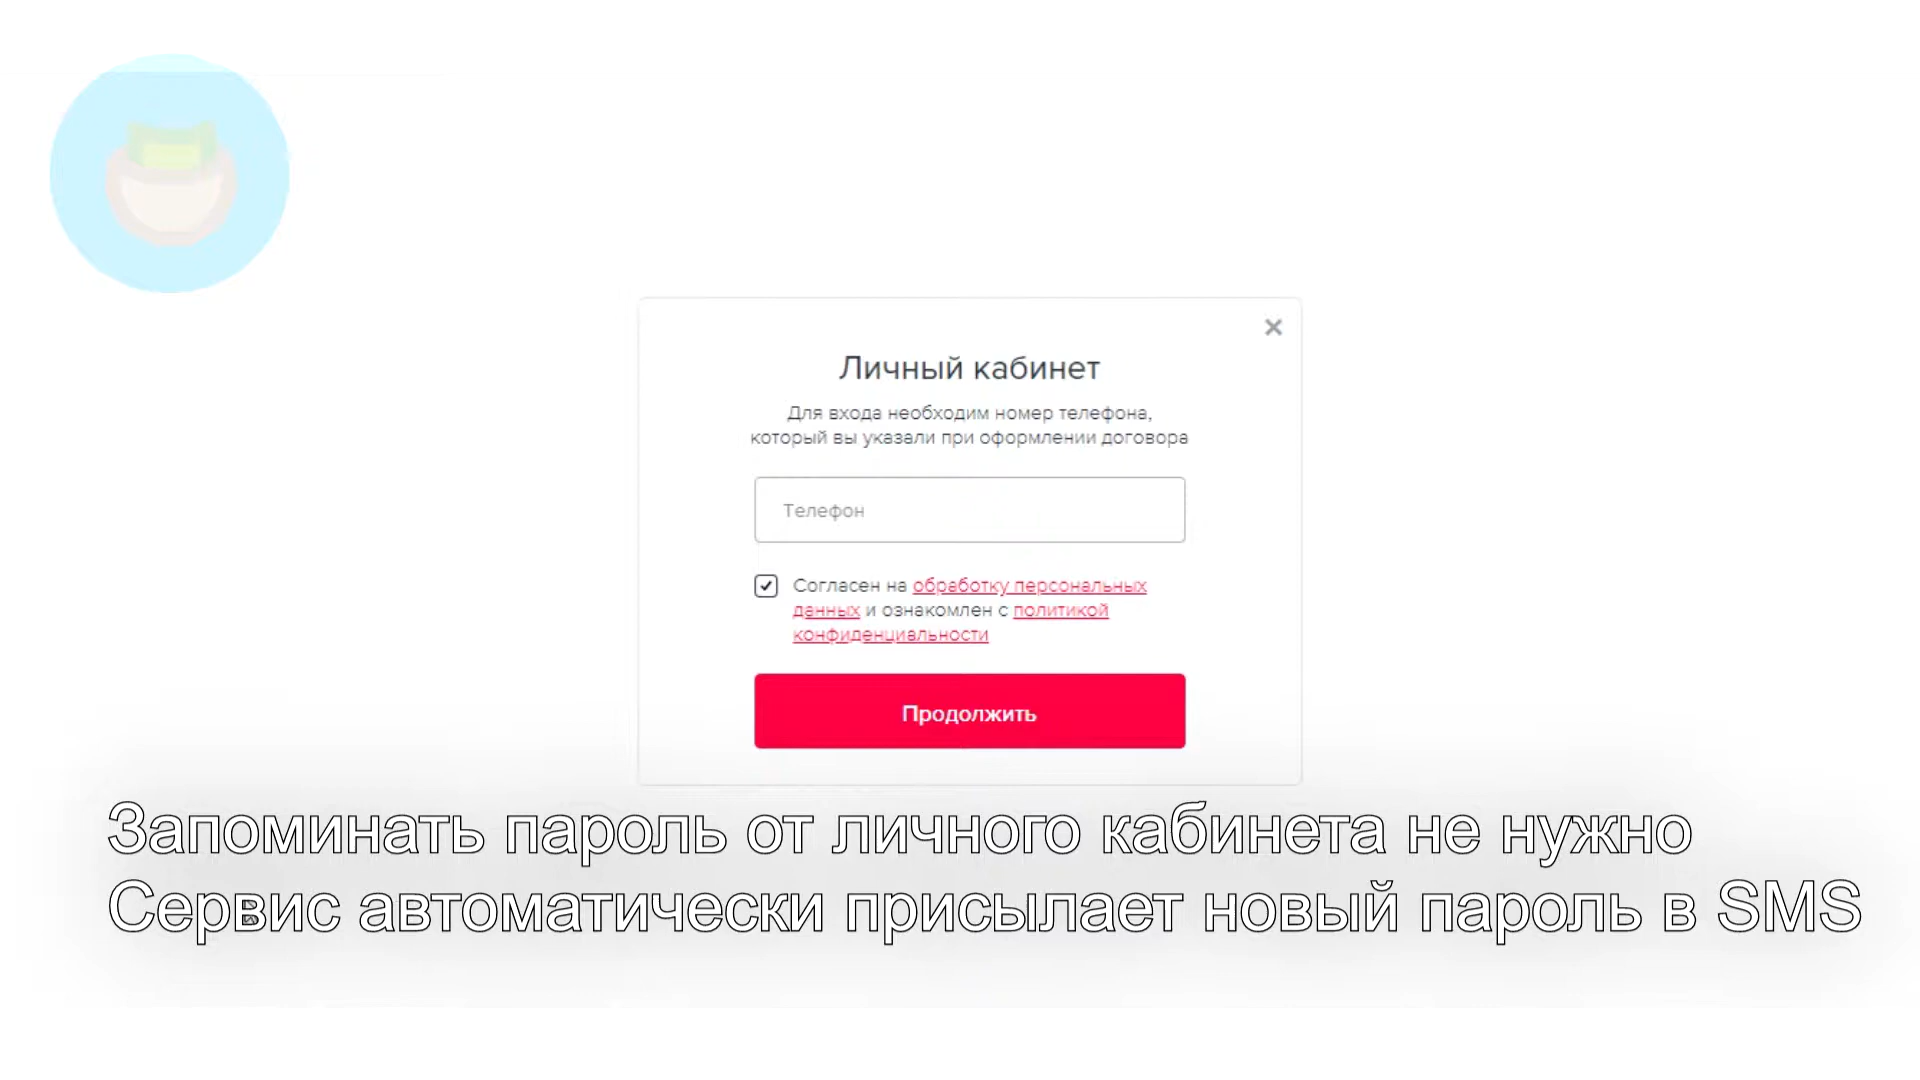 Личный кабинет
Для входа необходим номер телефона,
который вы указали при оформлении договора
Телефон
Согласен на обработку персональных
данных и ознакомлен с политикой
конфиденциальности
Продолжить
Запоминать пароль от личного кабинета не нужно
Сервис автоматически присылает новый пароль в SMS